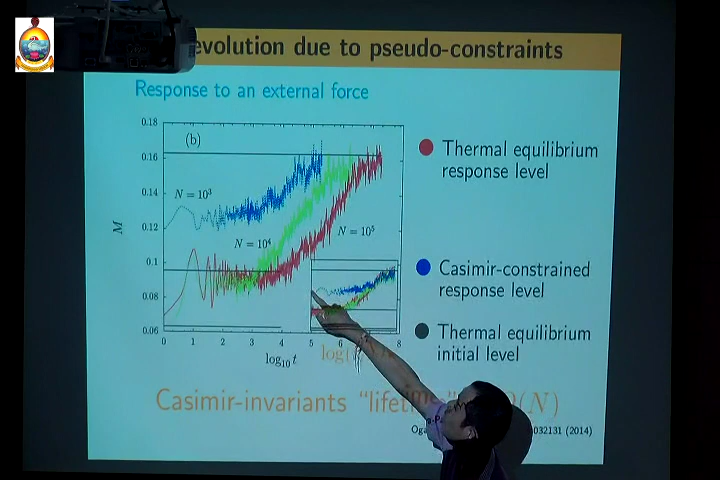 evolution due to pseudo-constraints
Response to an external force
(b)
0.18
0.16
0.14
0.12
0.1
0.08
0.06
M
N = 10³
N = 10⁴
N = 10⁵
0 1 2 3 4 5 8
log₁₀ t
log(
Thermal equilibrium
response level
Casimir-constrained
response level
Thermal equilibrium
initial level
Casimir-invariants
(N)
032131 (2014)